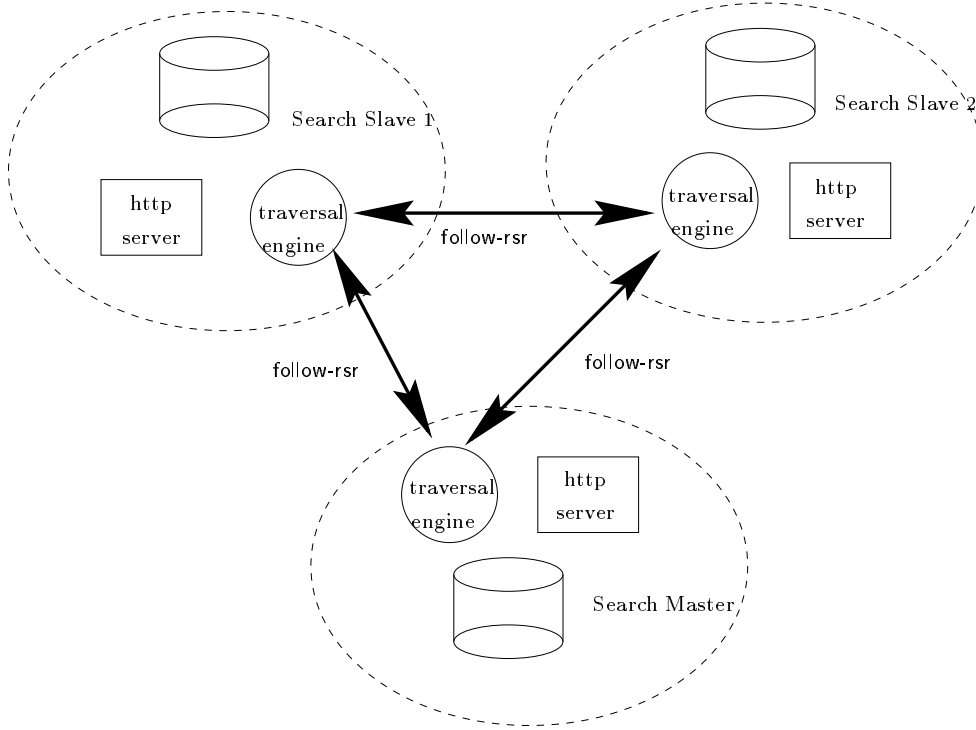 Search Slave 1
Search Slave 2
http
server
traversal
engine
traversal
engine
http
server
follow-rsr
follow-rsr
follow-rsr
traversal
engine
http
server
Search Master